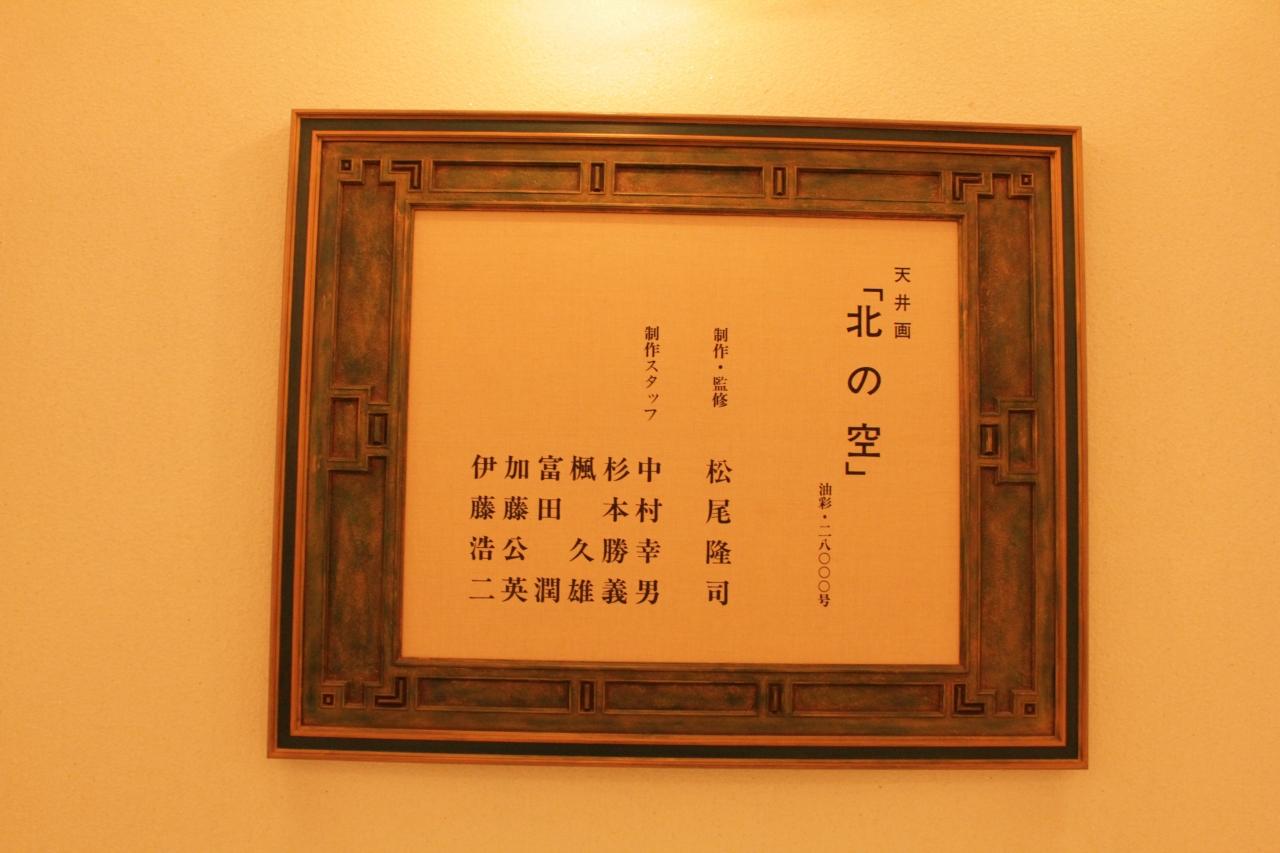 天井画
「北の空」
油彩・二八〇〇〇号
制作・監修 松尾隆司
制作スタッフ 中村幸男
杉本勝義
楓久雄
富田潤
加藤公英
伊藤浩二